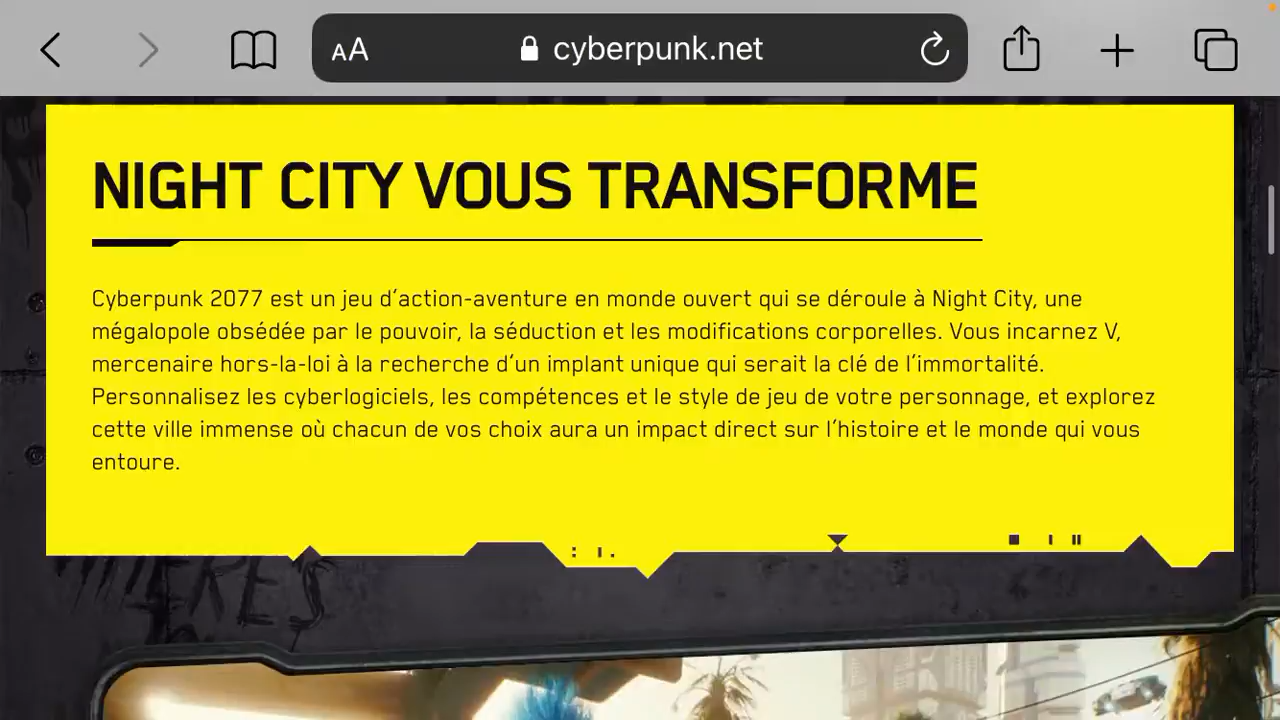 AA cyberpunk.net
NIGHT CITY VOUS TRANSFORME
Cyberpunk 2077 est un jeu d'action-aventure en monde ouvert qui se déroule à Night City, une
mégalopole obsédée par le pouvoir, la séduction et les modifications corporelles. Vous incarnez V,
mercenaire hors-la-loi à la recherche d'un implant unique qui serait la clé de l'immortalité.
Personnalisez les cyberlogiciels, les compétences et le style de jeu de votre personnage, et explorez
cette ville immense où chacun de vos choix aura un impact direct sur l'histoire et le monde qui vous
entoure.